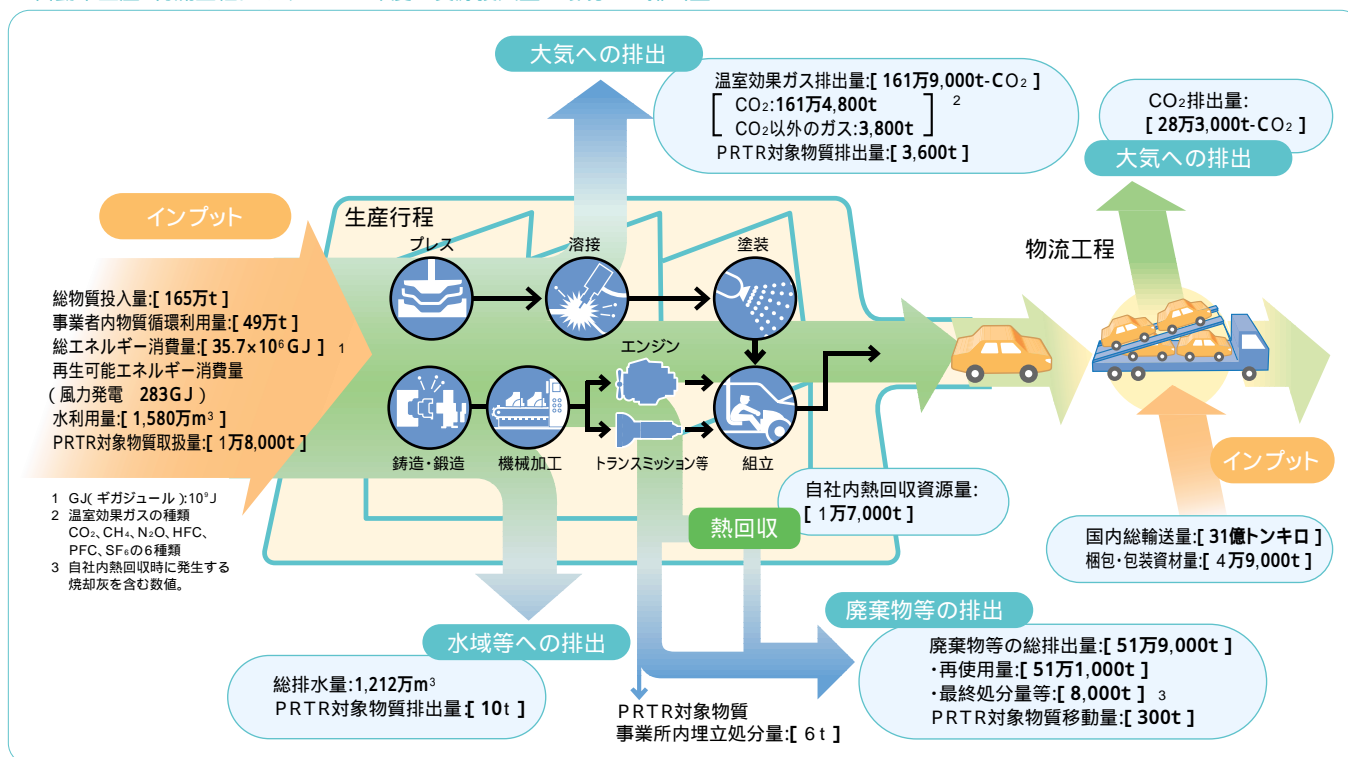 大気への排出
温室効果ガス排出量:[ 161万9,000t-CO₂ ]
CO₂:161万4,800t
CO₂以外のガス:3,800t
2
PRTR対象物質排出量:[ 3,600t ]
CO₂排出量:
[ 28万3,000t-CO₂ ]
大気への排出
インプット
総物質投入量:[ 165万t ]
事業者内物質循環利用量:[ 49万t ]
総エネルギー消費量:[ 35.7×10⁶GJ ] 1
再生可能エネルギー消費量
(風力発電 283GJ)
水利用量:[ 1,580万m³ ]
PRTR対象物質取扱量:[ 1万8,000t ]
1 GJ(ギガジュール):10⁹J
2 温室効果ガスの種類
CO₂、CH₄、N₂O、HFC、
PFC、SF₆の6種類
3 自社内熱回収時に発生する
焼却灰を含む数値。
生産行程
プレス
溶接
塗装
エンジン
鋳造・鍛造
機械加工
トランスミッション等
組立
物流工程
インプット
国内総輸送量:[ 31億トンキロ ]
梱包・包装資材量:[ 4万9,000t ]
自社内熱回収資源量:
[ 1万7,000t ]
熱回収
水域等への排出
総排水量:1,212万m³
PRTR対象物質排出量:[ 10t ]
PRTR対象物質
事業所内埋立処分量:[ 6t ]
廃棄物等の排出
廃棄物等の総排出量:[ 51万9,000t ]
・再使用量:[ 51万1,000t ]
・最終処分量等:[ 8,000t ] 3
PRTR対象物質移動量:[ 300t ]